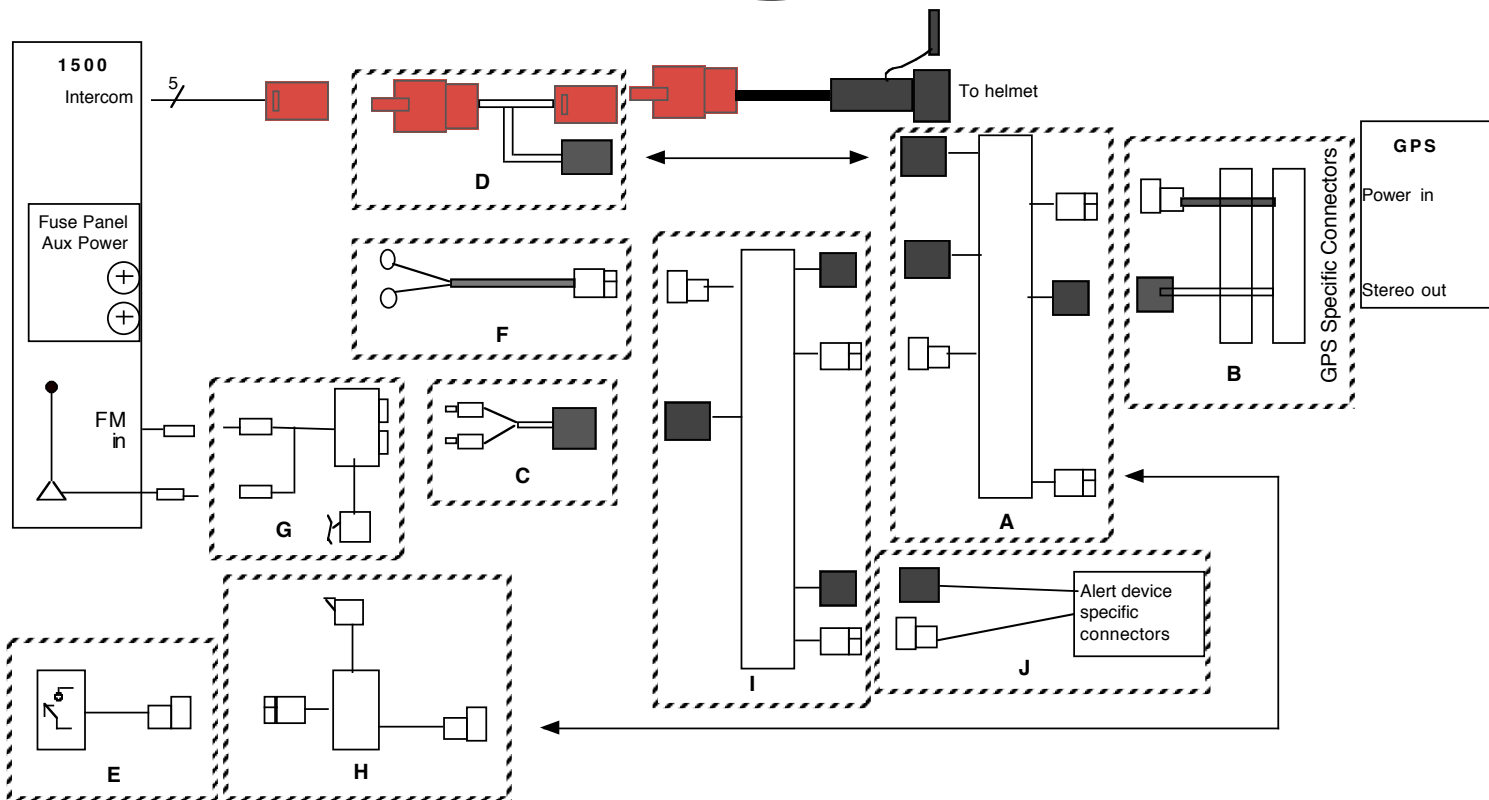 1500
Intercom
5
To helmet
D
GPS
Power in
Stereo out
GPS Specific Connectors
B
Fuse Panel
Aux Power
F
FM
in
G
C
A
I
Alert device
specific
connectors
J
E
H